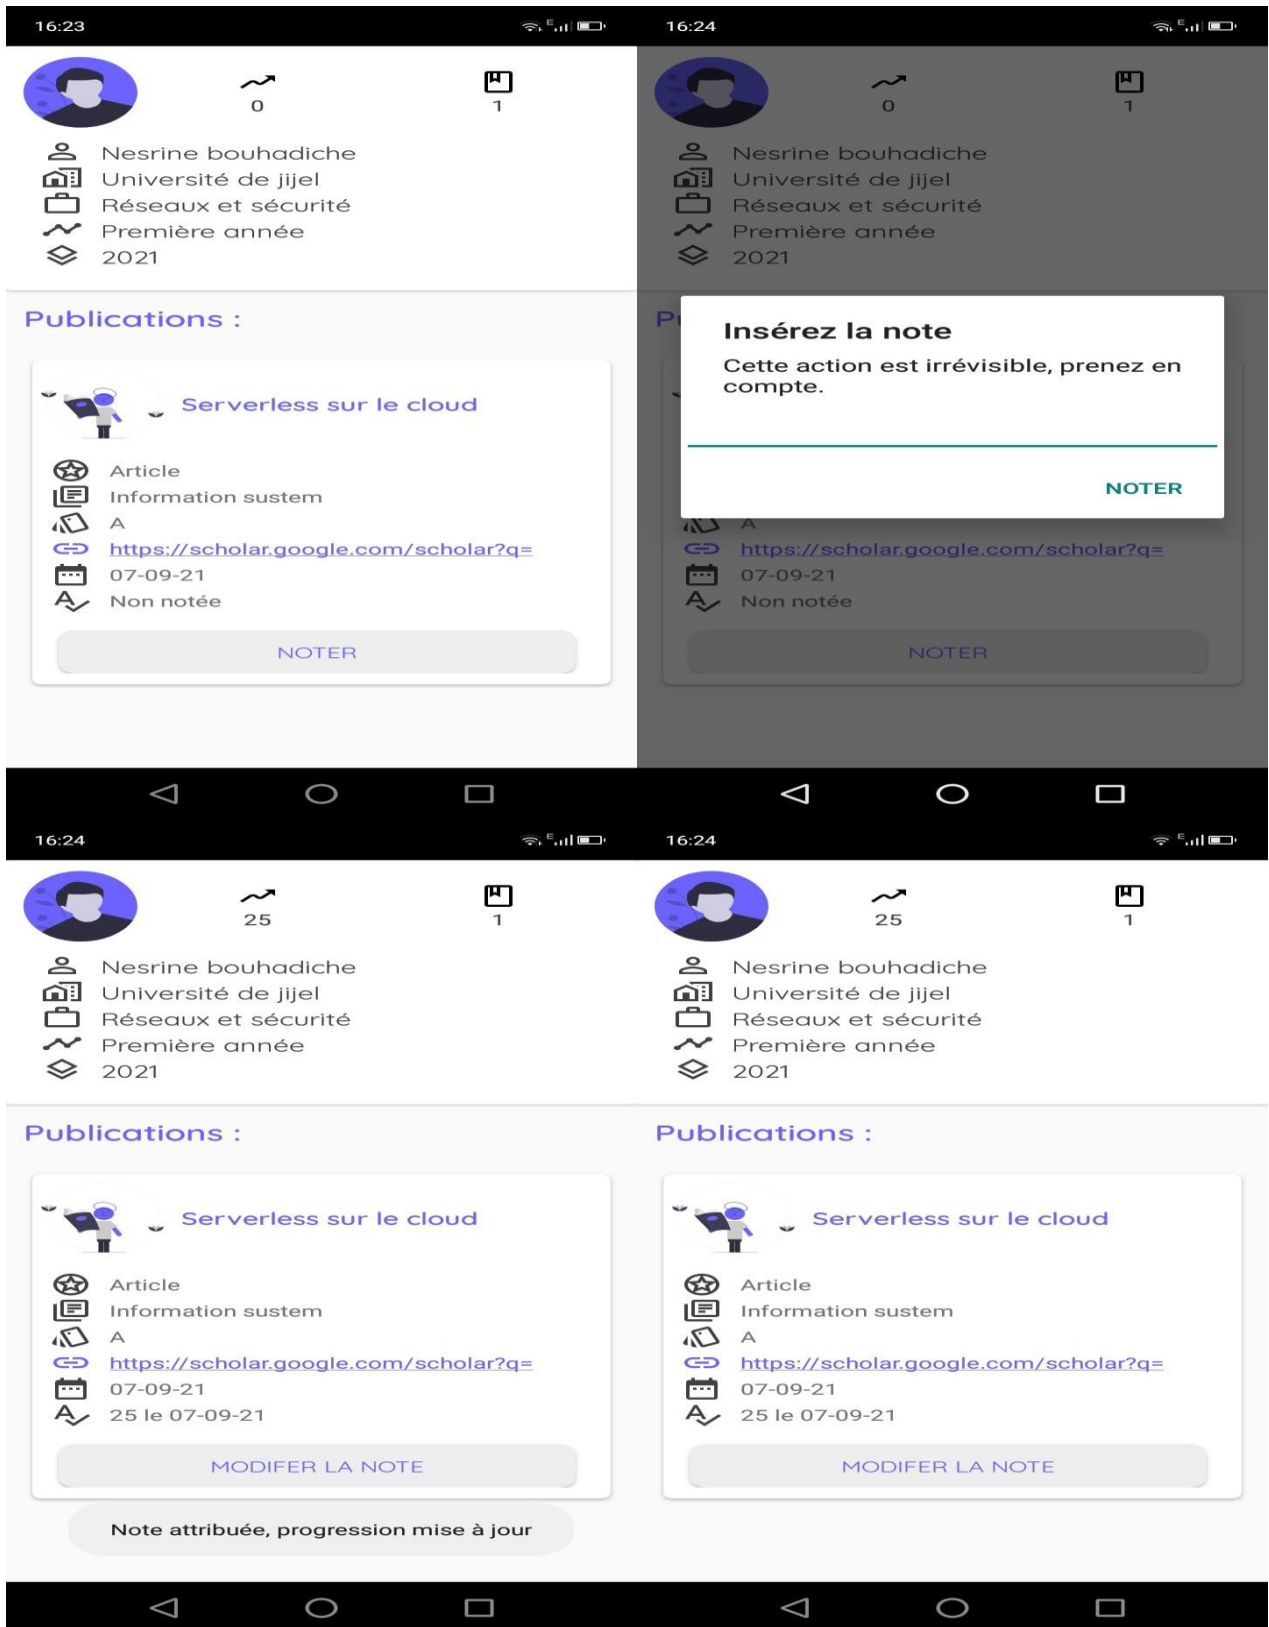 16:23
E
0
1
Nesrine bouhadiche
Université de jijel
Réseaux et sécurité
Première année
2021
Publications :
Serverless sur le cloud
Article
Information sustem
A
https://scholar.google.com/scholar?q=
07-09-21
Non notée
NOTER
16:24
E
0
1
Nesrine bouhadiche
Université de jijel
Réseaux et sécurité
Première année
2021
Insérez la note
Cette action est irrévisible, prenez en
compte.
NOTER
A
https://scholar.google.com/scholar?q=
07-09-21
Non notée
NOTER
16:24
E
25
1
Nesrine bouhadiche
Université de jijel
Réseaux et sécurité
Première année
2021
Publications :
Serverless sur le cloud
Article
Information sustem
A
https://scholar.google.com/scholar?q=
07-09-21
25 le 07-09-21
MODIFER LA NOTE
Note attribuée, progression mise à jour
16:24
E
25
1
Nesrine bouhadiche
Université de jijel
Réseaux et sécurité
Première année
2021
Publications :
Serverless sur le cloud
Article
Information sustem
A
https://scholar.google.com/scholar?q=
07-09-21
25 le 07-09-21
MODIFER LA NOTE